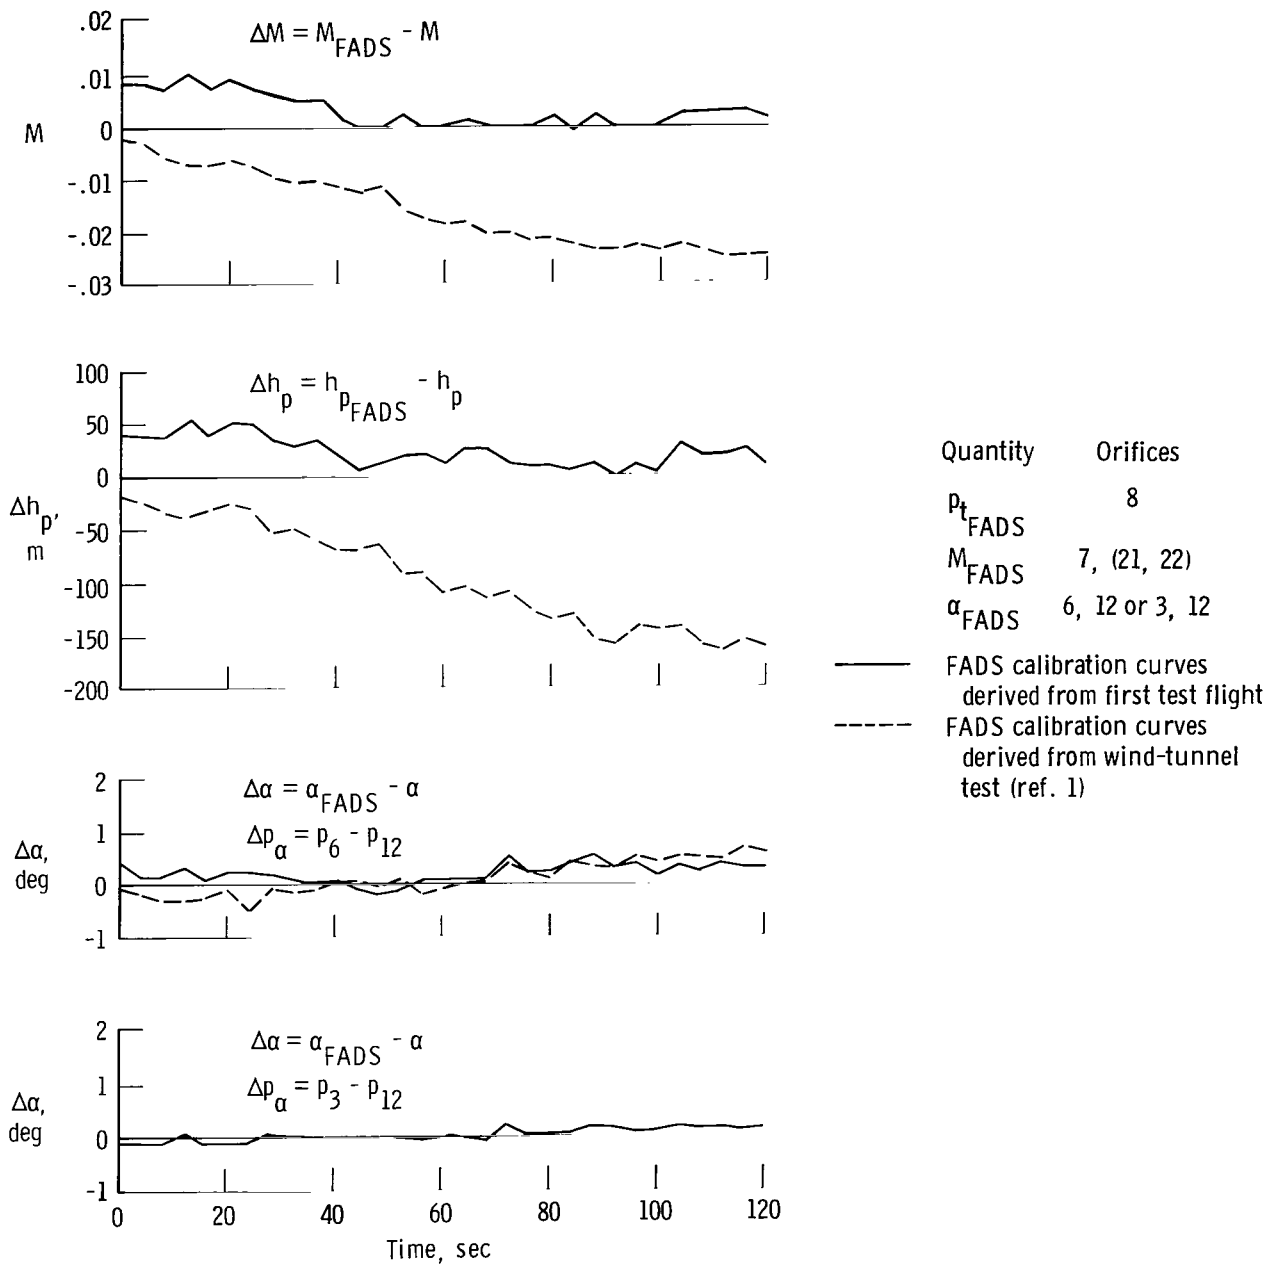 .02
ΔM = M_FADS - M
.01
M
0
-.01
-.02
-.03
100
Δh_p = h_p_FADS - h_p
50
0
Δh_p,
m
-50
-100
-150
-200
Quantity Orifices
p_t_FADS 8
M_FADS 7, (21, 22)
α_FADS 6, 12 or 3, 12
FADS calibration curves
derived from first test flight
FADS calibration curves
derived from wind-tunnel
test (ref. 1)
2
Δα = α_FADS - α
1
Δp_α = p_6 - p_12
Δα,
deg
0
-1
2
Δα = α_FADS - α
1
Δp_α = p_3 - p_12
Δα,
deg
0
-1
0 20 40 60 80 100 120
Time, sec